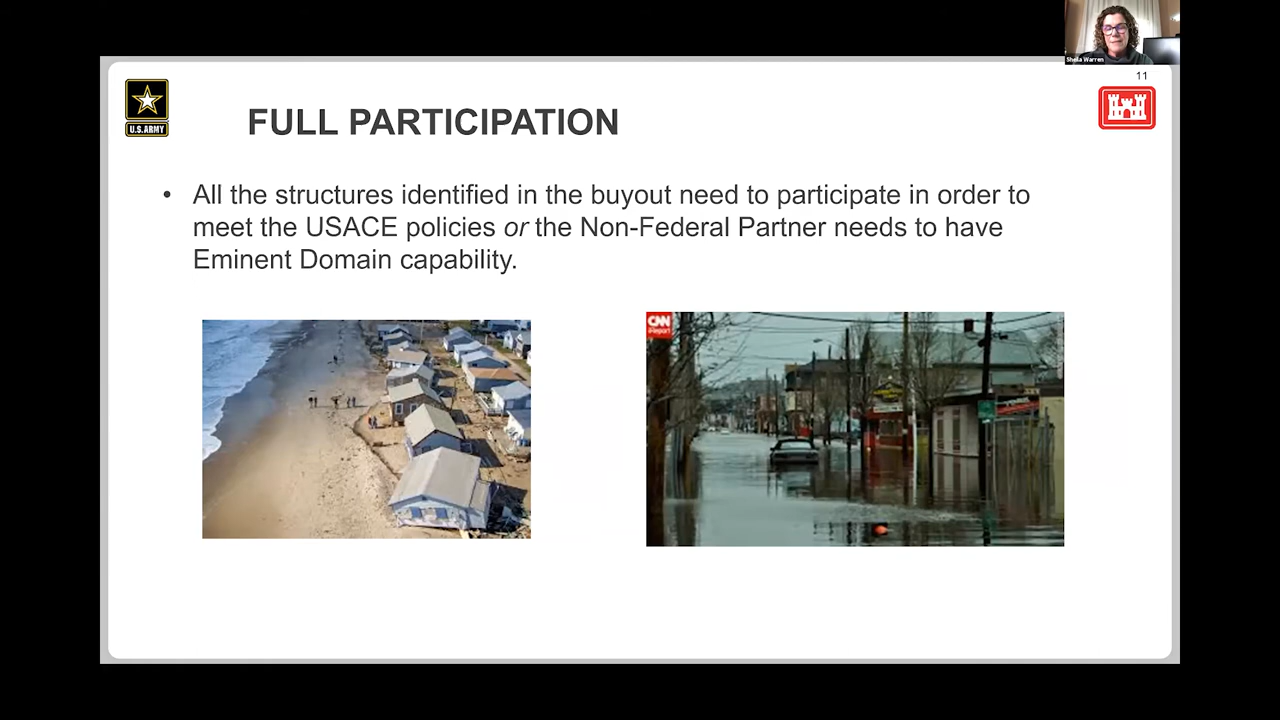 Sheila Warren
11
U.S.ARMY
FULL PARTICIPATION
• All the structures identified in the buyout need to participate in order to
meet the USACE policies or the Non-Federal Partner needs to have
Eminent Domain capability.
CNN
iReport